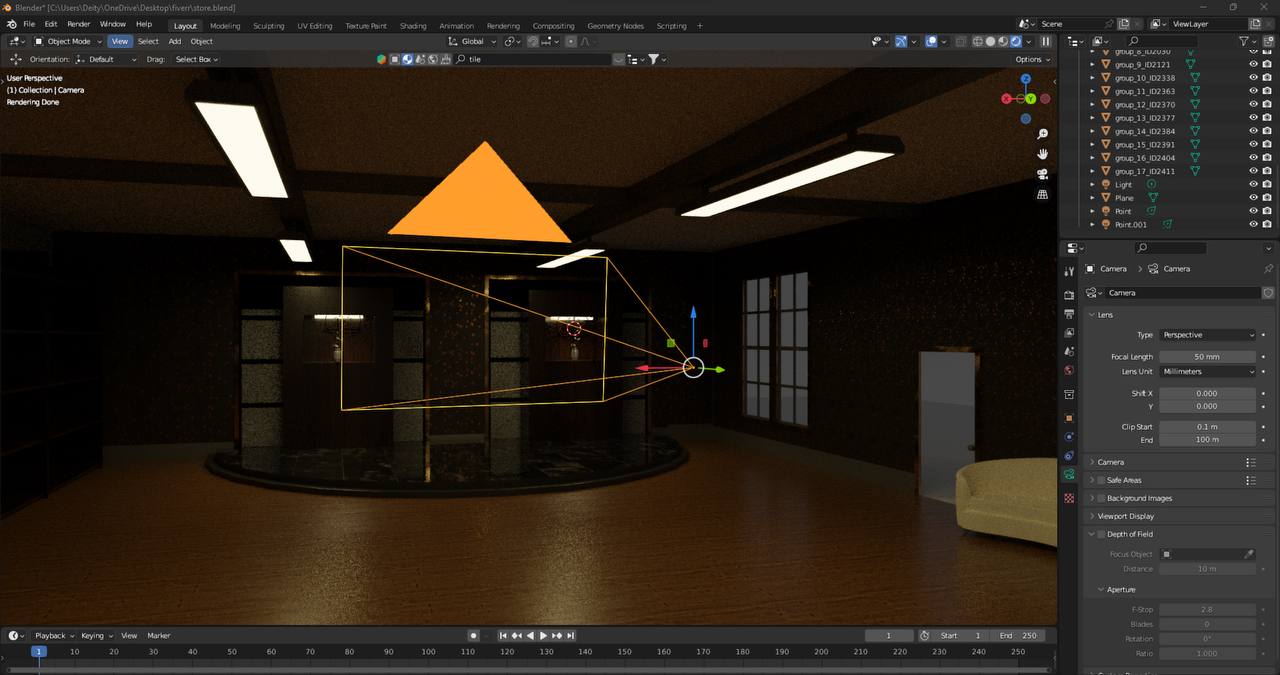 Blender* [C:\Users\Deity\OneDrive\Desktop\fiverr\store.blend]
File Edit Render Window Help Layout Modeling Sculpting UV Editing Texture Paint Shading Animation Rendering Compositing Geometry Nodes Scripting + Scene ViewLayer
Object Mode View Select Add Object Global
Orientation: Default Drag: Select Box tile Options
User Perspective
(1) Collection | Camera
Rendering Done
Z
X Y
group_8_ID2030
group_9_ID2121
group_10_ID2338
group_11_ID2363
group_12_ID2370
group_13_ID2377
group_14_ID2384
group_15_ID2391
group_16_ID2404
group_17_ID2411
Light
Plane
Point
Point.001
Camera > Camera
Camera
Lens
Type Perspective
Focal Length 50 mm
Lens Unit Millimeters
Shift X 0.000
Y 0.000
Clip Start 0.1 m
End 100 m
Camera
Safe Areas
Background Images
Viewport Display
Depth of Field
Focus Object
Distance 10 m
Aperture
F-Stop 2.8
Blades 0
Rotation 0°
Ratio 1.000
Playback Keying View Marker 1 Start 1 End 250
1 10 20 30 40 50 60 70 80 90 100 110 120 130 140 150 160 170 180 190 200 210 220 230 240 250